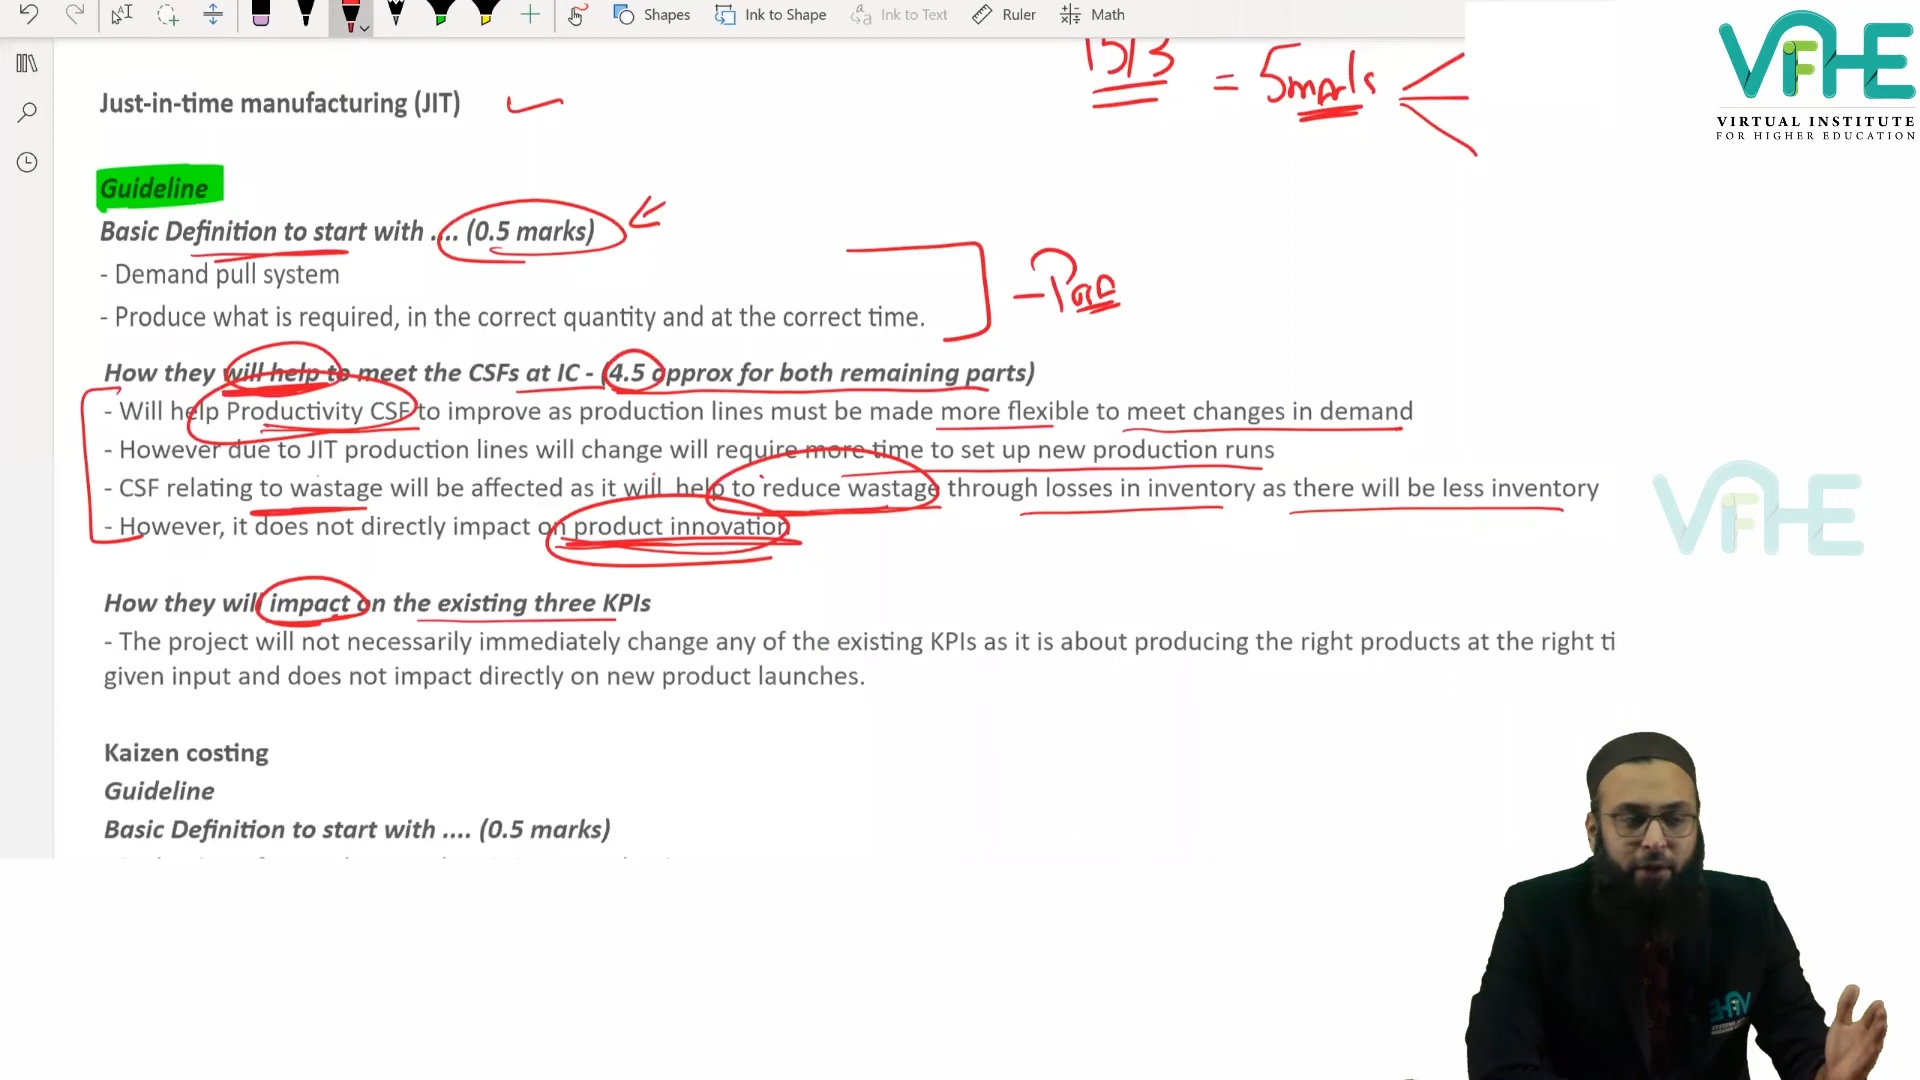 Shapes Ink to Shape Ink to Text Ruler Math
VIFHE
VIRTUAL INSTITUTE
FOR HIGHER EDUCATION
15/3 = 5marks
Just-in-time manufacturing (JIT)
Guideline
Basic Definition to start with .... (0.5 marks)
- Demand pull system
- Produce what is required, in the correct quantity and at the correct time.
How they will help to meet the CSFs at IC - (4.5 approx for both remaining parts)
- Will help Productivity CSF to improve as production lines must be made more flexible to meet changes in demand
- However due to JIT production lines will change will require more time to set up new production runs
- CSF relating to wastage will be affected as it will help to reduce wastage through losses in inventory as there will be less inventory
- However, it does not directly impact on product innovation
How they will impact on the existing three KPIs
- The project will not necessarily immediately change any of the existing KPIs as it is about producing the right products at the right ti
given input and does not impact directly on new product launches.
Kaizen costing
Guideline
Basic Definition to start with .... (0.5 marks)